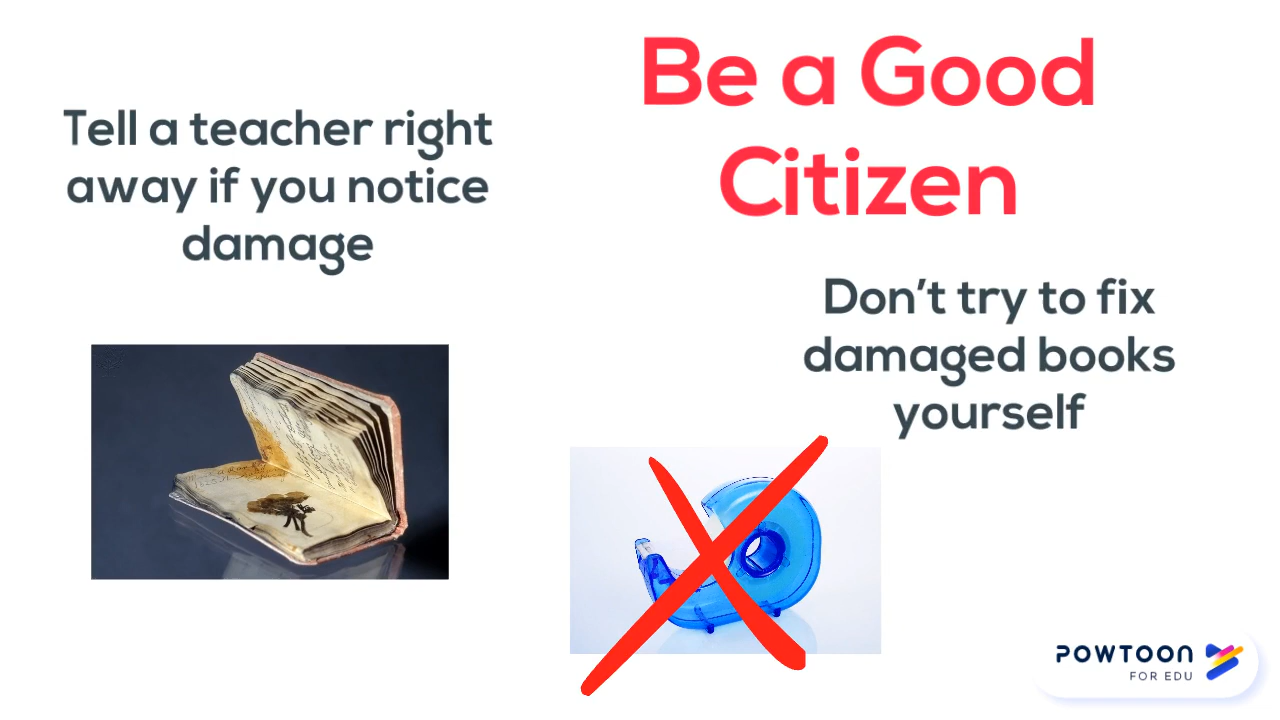 Be a Good
Citizen
Tell a teacher right
away if you notice
damage
Don't try to fix
damaged books
yourself
POWTOON
FOR EDU